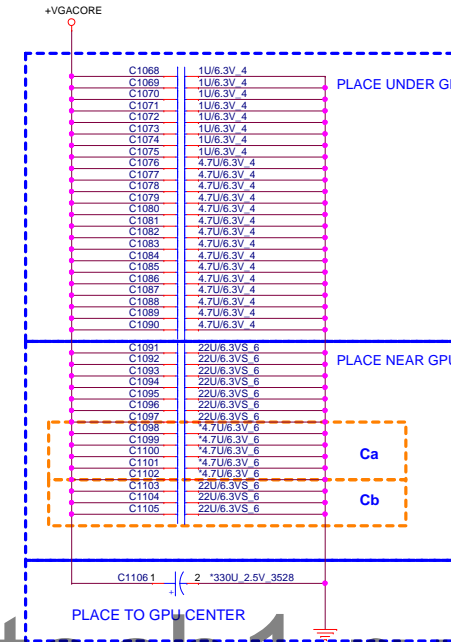 +VGACORE
C1068 1U/6.3V_4
C1069 1U/6.3V_4
PLACE UNDER
C1070 1U/6.3V_4
C1071 1U/6.3V_4
C1072 1U/6.3V_4
C1073 1U/6.3V_4
C1074 1U/6.3V_4
C1075 1U/6.3V_4
C1076 4.7U/6.3V_4
C1077 4.7U/6.3V_4
C1078 4.7U/6.3V_4
C1079 4.7U/6.3V_4
C1080 4.7U/6.3V_4
C1081 4.7U/6.3V_4
C1082 4.7U/6.3V_4
C1083 4.7U/6.3V_4
C1084 4.7U/6.3V_4
C1085 4.7U/6.3V_4
C1086 4.7U/6.3V_4
C1087 4.7U/6.3V_4
C1088 4.7U/6.3V_4
C1089 4.7U/6.3V_4
C1090 4.7U/6.3V_4
C1091 22U/6.3VS_6
C1092 22U/6.3VS_6
PLACE NEAR GPU
C1093 22U/6.3VS_6
C1094 22U/6.3VS_6
C1095 22U/6.3VS_6
C1096 22U/6.3VS_6
C1097 22U/6.3VS_6
C1098 *4.7U/6.3V_6
C1099 *4.7U/6.3V_6
C1100 *4.7U/6.3V_6
Ca
C1101 *4.7U/6.3V_6
C1102 *4.7U/6.3V_6
C1103 22U/6.3VS_6
C1104 22U/6.3VS_6
Cb
C1105 22U/6.3VS_6
C1106 1 2 *330U_2.5V_3528
+
PLACE TO GPU CENTER